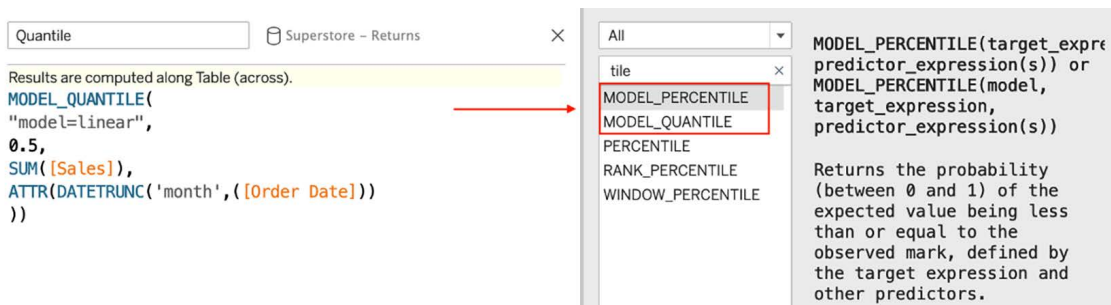 Quantile
Superstore – Returns
Results are computed along Table (across).
MODEL_QUANTILE(
"model=linear",
0.5,
SUM([Sales]),
ATTR(DATETRUNC('month',([Order Date]))
))
All
tile
MODEL_PERCENTILE
MODEL_QUANTILE
PERCENTILE
RANK_PERCENTILE
WINDOW_PERCENTILE
MODEL_PERCENTILE(target_expre
predictor_expression(s)) or
MODEL_PERCENTILE(model,
target_expression,
predictor_expression(s))
Returns the probability
(between 0 and 1) of the
expected value being less
than or equal to the
observed mark, defined by
the target expression and
other predictors.